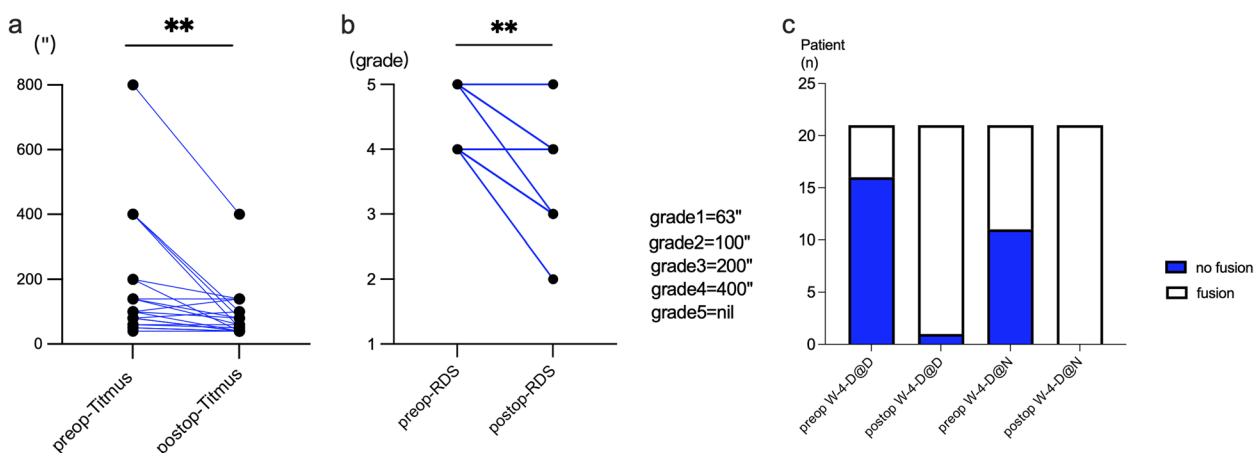 a
(")
**
800
600
400
200
0
preop-Titmus
postop-Titmus
b
(grade)
**
5
4
3
2
1
preop-RDS
postop-RDS
grade1=63"
grade2=100"
grade3=200"
grade4=400"
grade5=nil
c
Patient
(n)
25
20
15
10
5
0
preop W-4-D@D
postop W-4-D@D
preop W-4-D@N
postop W-4-D@N
no fusion
fusion